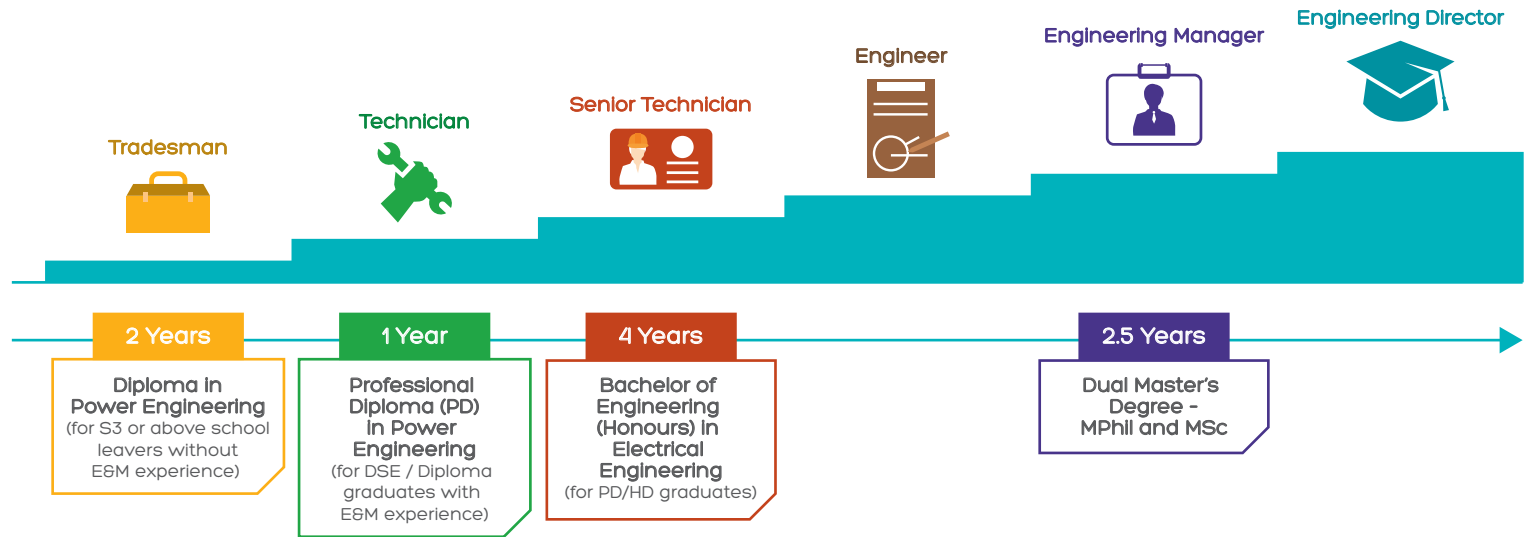 Engineering Director
Engineering Manager
Engineer
Senior Technician
Technician
Tradesman
2 Years
Diploma in
Power Engineering
(for S3 or above school
leavers without
E&M experience)
1 Year
Professional
Diploma (PD)
in Power
Engineering
(for DSE / Diploma
graduates with
E&M experience)
4 Years
Bachelor of
Engineering
(Honours) in
Electrical
Engineering
(for PD/HD graduates)
2.5 Years
Dual Master's
Degree -
MPhil and MSc